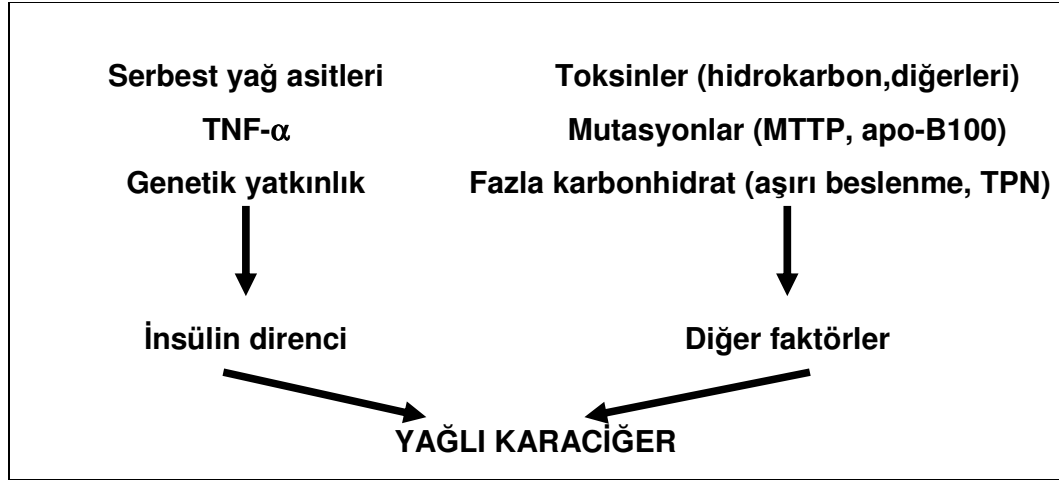 Serbest yağ asitleri
TNF-α
Genetik yatkınlık
Toksinler (hidrokarbon,diğerleri)
Mutasyonlar (MTTP, apo-B100)
Fazla karbonhidrat (aşırı beslenme, TPN)
İnsülin direnci
Diğer faktörler
YAĞLI KARACİĞER